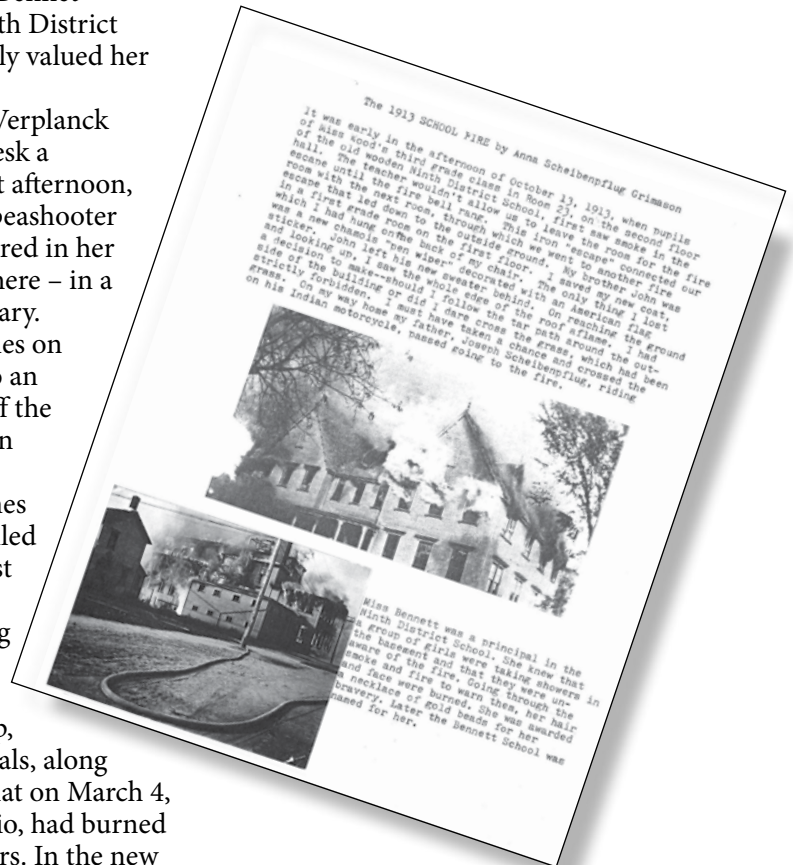 th District
ly valued her
Verplanck
esk a
t afternoon,
peashooter
red in her
here – in a
ary.
es on
o an
f the
n
nes
led
st
g
p,
als, along
at on March 4,
io, had burned
rs. In the new
The 1913 SCHOOL FIRE by Anna Scheibenpflug Grimason
It was early in the afternoon of October 13, 1913, when pupils
of Miss Wood's third grade class in Room 23, on the second floor
of the old wooden Ninth District School, first saw smoke in the
hall. The teacher wouldn't allow us to leave the room for the fire
escape until the fire bell rang. This iron "escape" connected our
room with the next room, through which we went to another fire
escape that led down to the outside ground. My brother John was
in a first grade room on the first floor. I saved my new coat,
which I had hung on the back of my chair. The only thing I lost
was a new chamois "pen wiper" decorated with an American flag
sticker. John left his new sweater behind. On reaching the ground
and looking up, I saw the whole edge of the roof aflame. I had
a decision to make--should I follow the tar path around the out-
side of the building or did I dare cross the grass, which had been
strictly forbidden. I must have taken a chance and crossed the
grass. On my way home my father, Joseph Scheibenpflug, riding
on his Indian motorcycle, passed going to the fire.
Miss Bennett was a principal in the
Ninth District School. She knew that
a group of girls were taking showers in
the basement and that they were un-
aware of the fire. Going through the
smoke and fire to warn them, her hair
and face were burned. She was awarded
a necklace of gold beads for her
bravery. Later the Bennett School was
named for her.